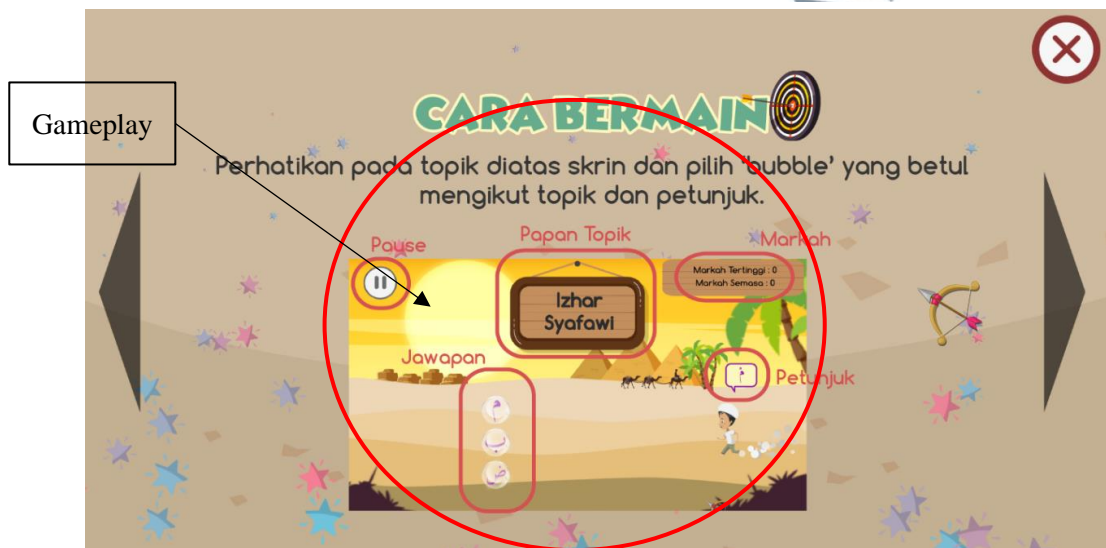 Gameplay
CARA BERMAIN
Perhatikan pada topik diatas skrin dan pilih 'bubble' yang betul
mengikut topik dan petunjuk.
Pause
Papan Topik
Markah
Markah Tertinggi : 0
Markah Semasa : 0
Izhar
Syafawi
Jawapan
Petunjuk
مْ
م
ب
ض